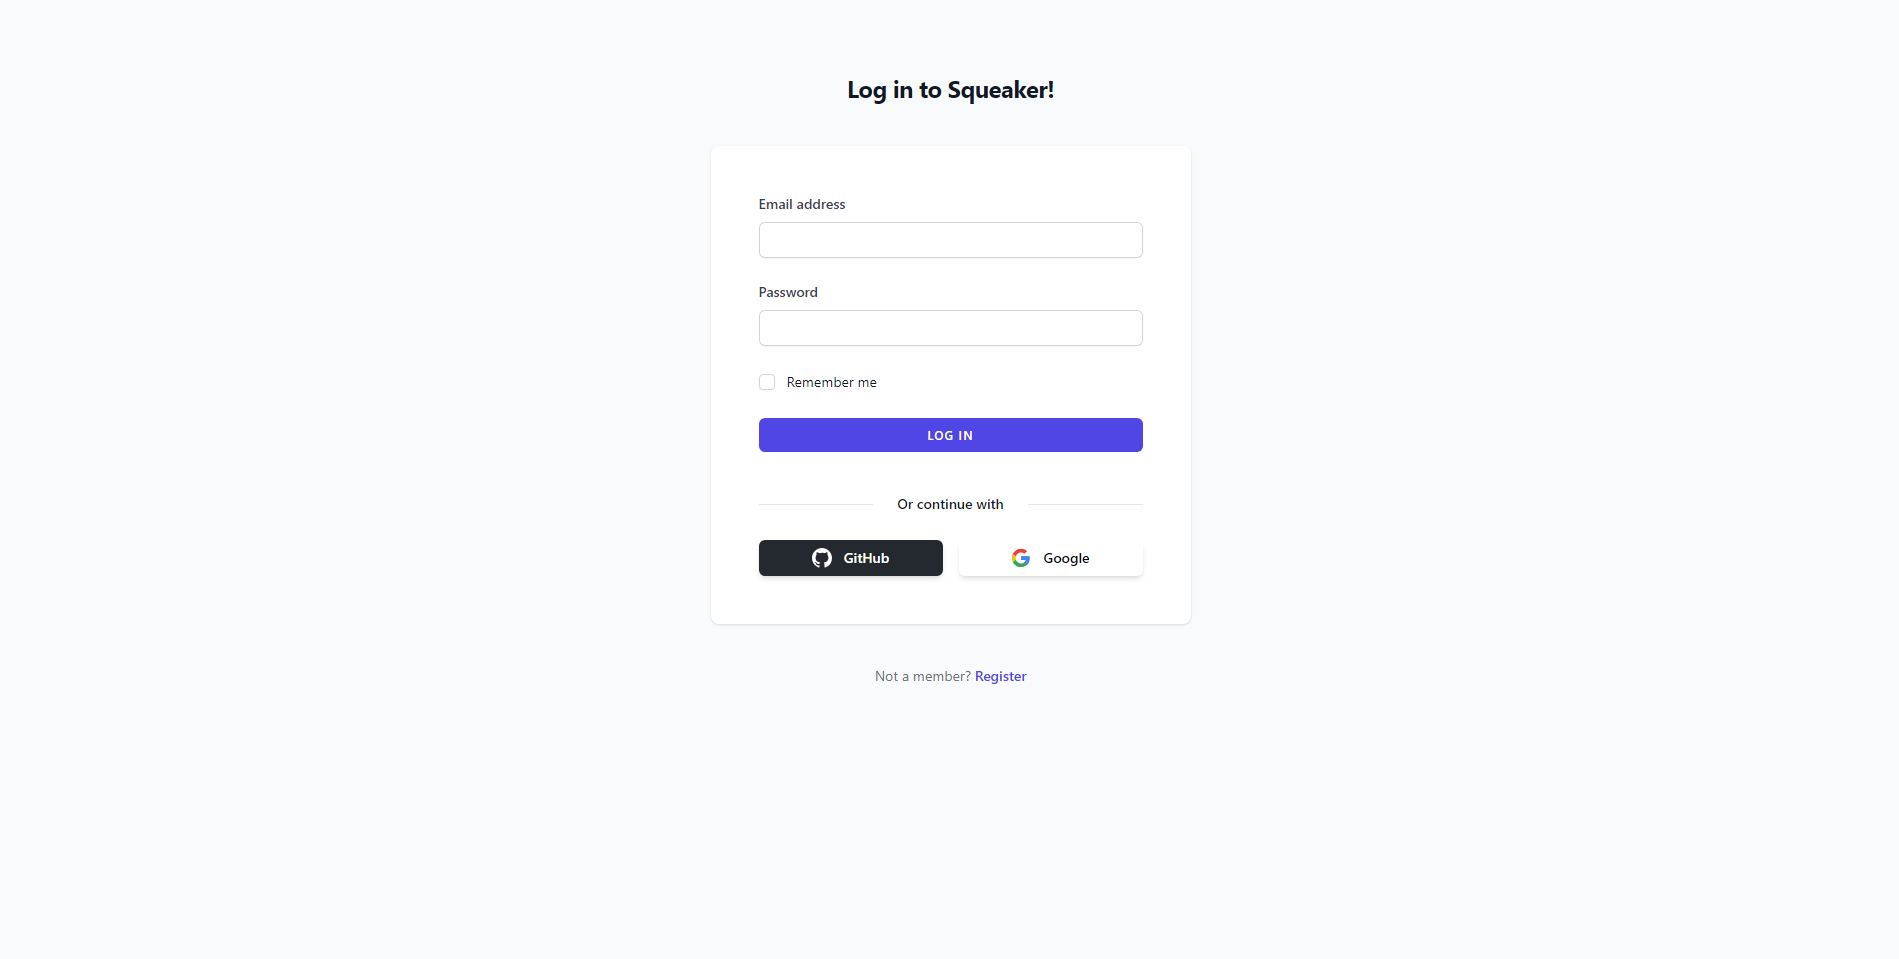 Log in to Squeaker!
Email address
Password
Remember me
LOG IN
Or continue with
GitHub
Google
Not a member? Register